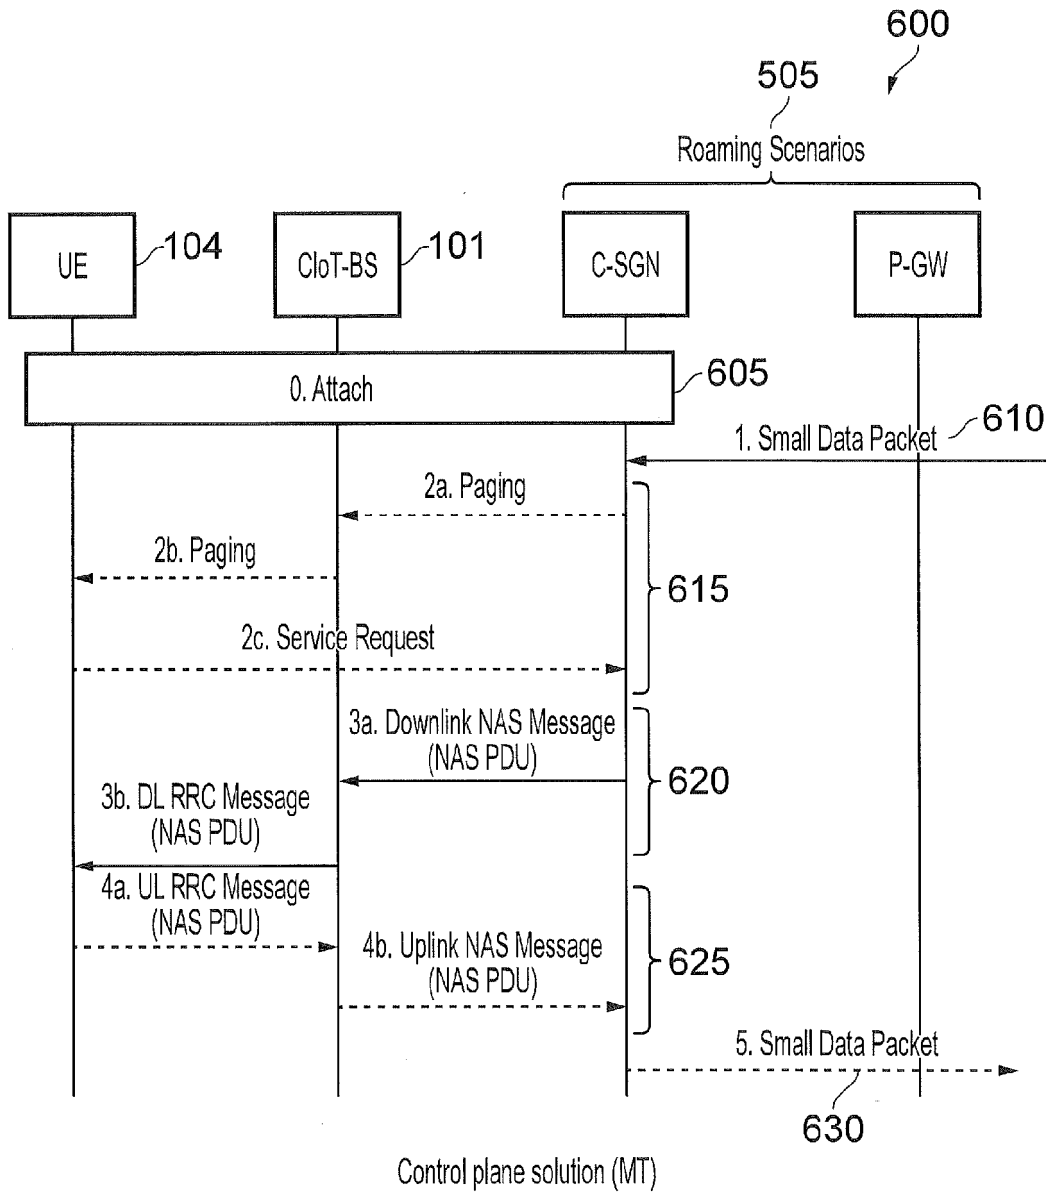 600
505
Roaming Scenarios
UE
104
CIoT-BS
101
C-SGN
P-GW
0. Attach
605
1. Small Data Packet
610
2a. Paging
2b. Paging
615
2c. Service Request
3a. Downlink NAS Message
(NAS PDU)
620
3b. DL RRC Message
(NAS PDU)
4a. UL RRC Message
(NAS PDU)
4b. Uplink NAS Message
(NAS PDU)
625
5. Small Data Packet
630
Control plane solution (MT)